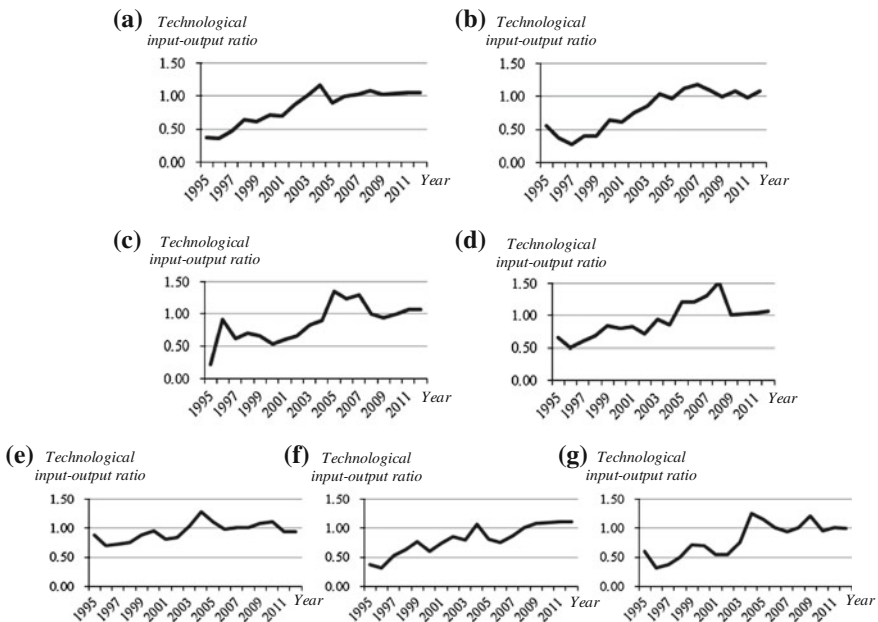 (a) Technological
input-output ratio
1.50
1.00
0.50
0.00
1995 1997 1999 2001 2003 2005 2007 2009 2011 Year
(b) Technological
input-output ratio
1.50
1.00
0.50
0.00
1995 1997 1999 2001 2003 2005 2007 2009 2011 Year
(c) Technological
input-output ratio
1.50
1.00
0.50
0.00
1995 1997 1999 2001 2003 2005 2007 2009 2011 Year
(d) Technological
input-output ratio
1.50
1.00
0.50
0.00
1995 1997 1999 2001 2003 2005 2007 2009 2011 Year
(e) Technological
input-output ratio
1.50
1.00
0.50
0.00
1995 1997 1999 2001 2003 2005 2007 2009 2011 Year
(f) Technological
input-output ratio
1.50
1.00
0.50
0.00
1995 1997 1999 2001 2003 2005 2007 2009 2011 Year
(g) Technological
input-output ratio
1.50
1.00
0.50
0.00
1995 1997 1999 2001 2003 2005 2007 2009 2011 Year